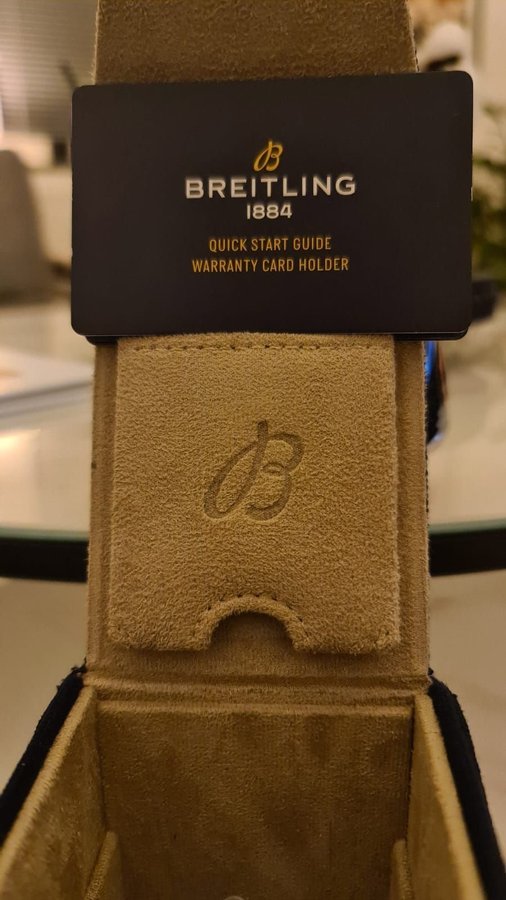 B
BREITLING
1884
QUICK START GUIDE
WARRANTY CARD HOLDER
B